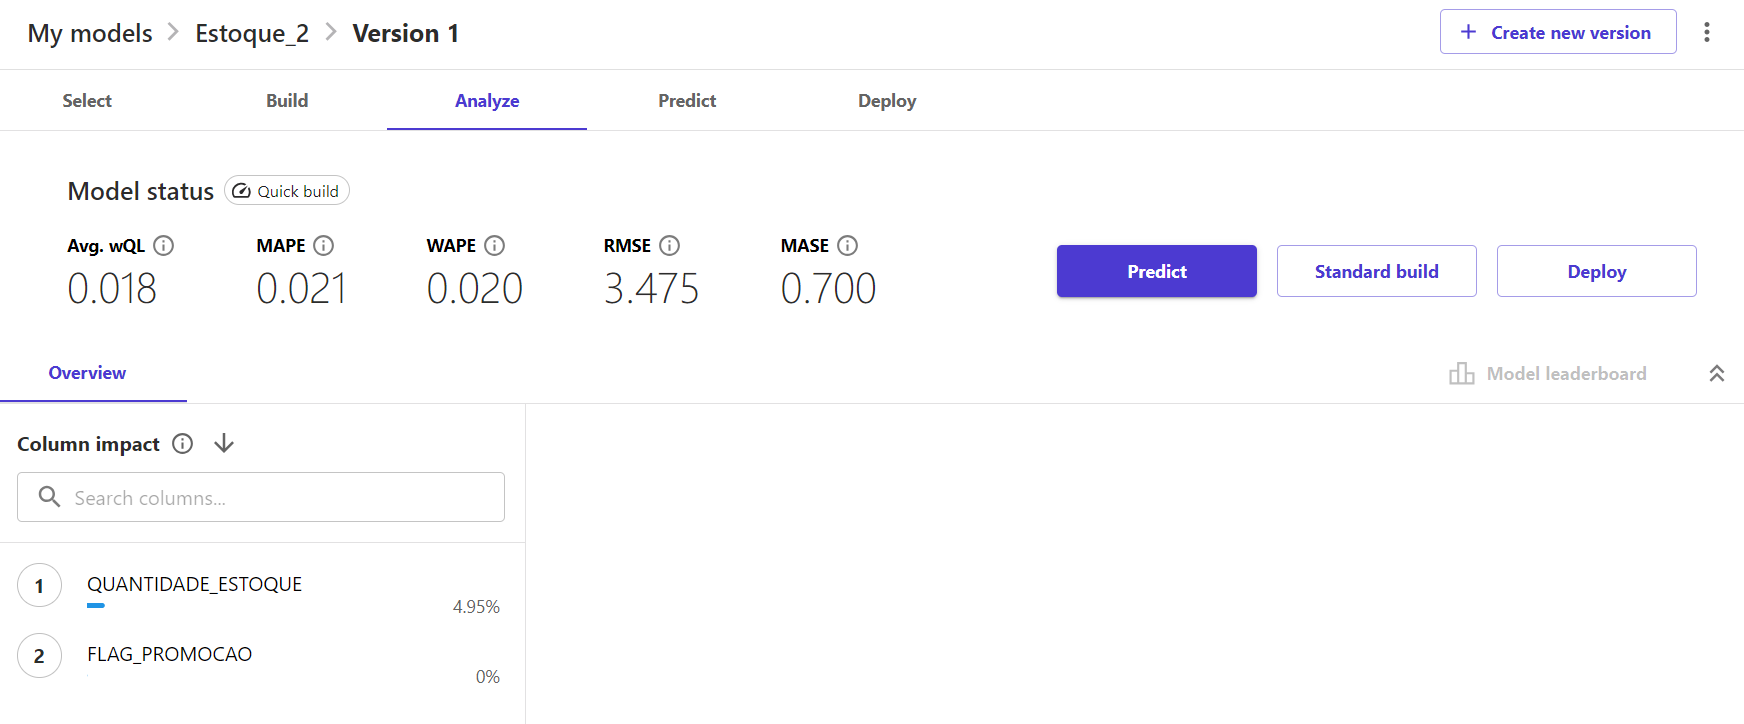 My models > Estoque_2 > Version 1
+ Create new version
Select
Build
Analyze
Predict
Deploy
Model status
Quick build
Avg. wQL
MAPE
WAPE
RMSE
MASE
0.018
0.021
0.020
3.475
0.700
Predict
Standard build
Deploy
Overview
Model leaderboard
Column impact
Search columns...
1
QUANTIDADE_ESTOQUE
4.95%
2
FLAG_PROMOCAO
0%